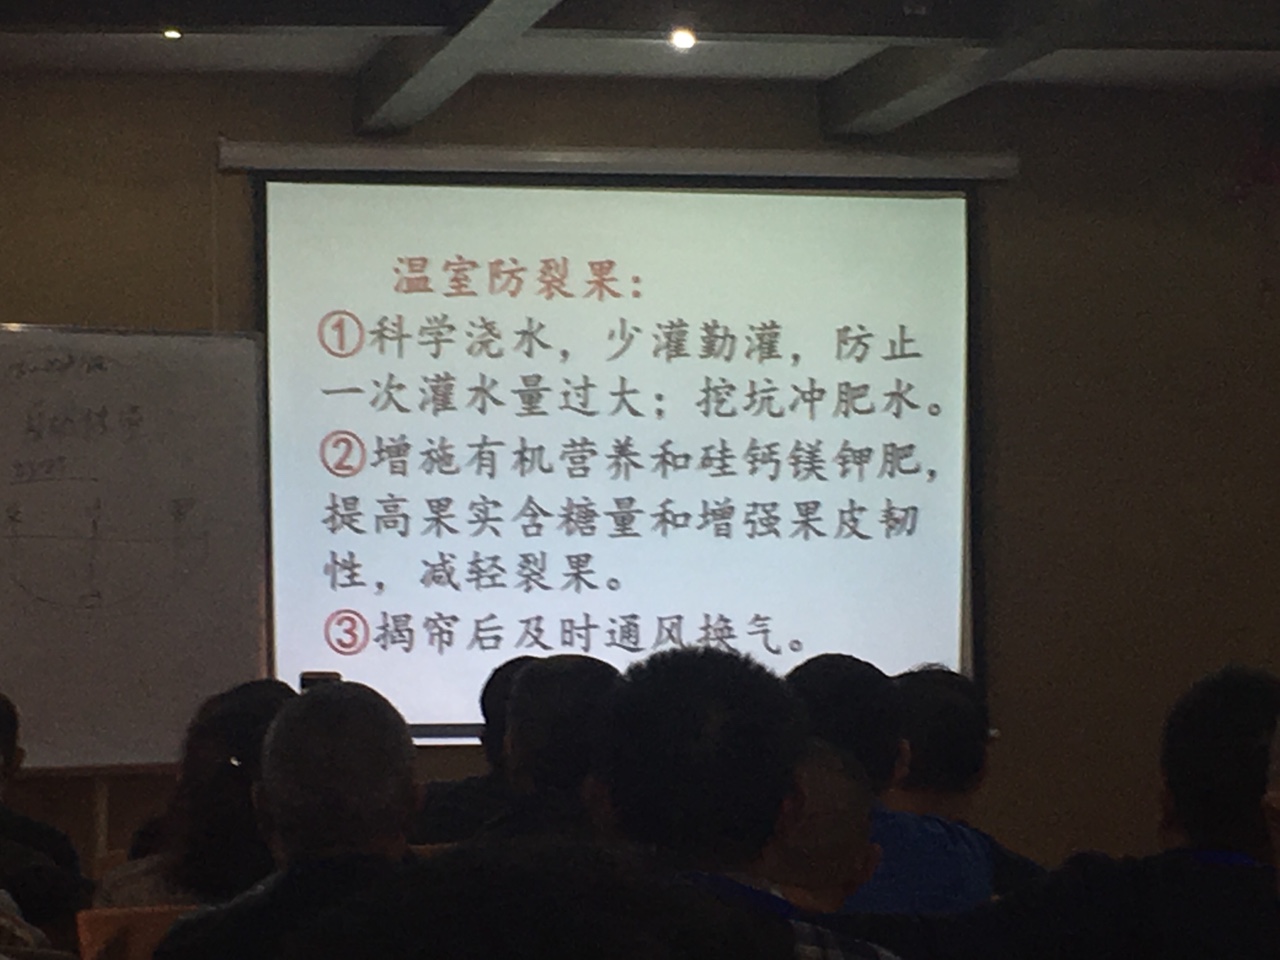 温室防裂果：
①科学浇水，少灌勤灌，防止
一次灌水量过大；挖坑冲肥水。
②增施有机营养和硅钙镁钾肥，
提高果实含糖量和增强果皮韧
性，减轻裂果。
③揭帘后及时通风换气。